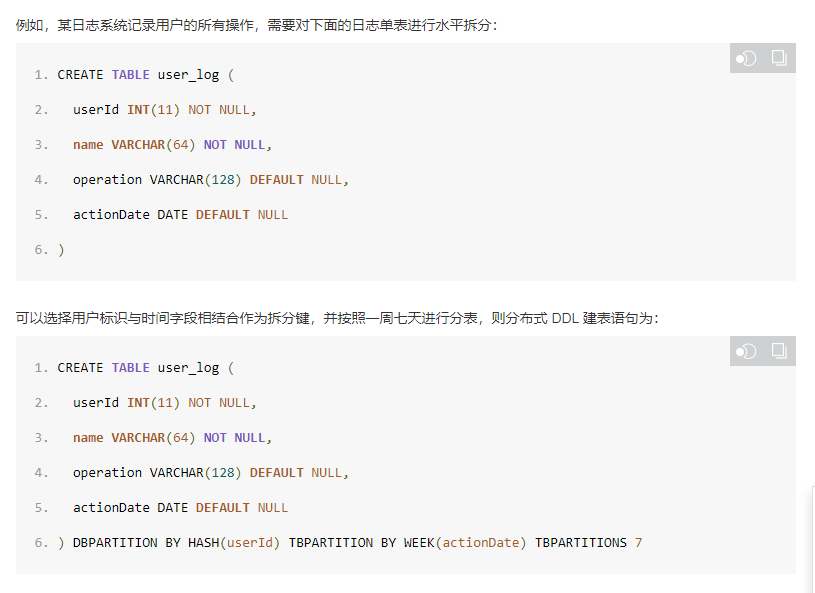 例如，某日志系统记录用户的所有操作，需要对下面的日志单表进行水平拆分：
1. CREATE TABLE user_log (
2. userId INT(11) NOT NULL,
3. name VARCHAR(64) NOT NULL,
4. operation VARCHAR(128) DEFAULT NULL,
5. actionDate DATE DEFAULT NULL
6. )
可以选择用户标识与时间字段相结合作为拆分键，并按照一周七天进行分表，则分布式 DDL 建表语句为：
1. CREATE TABLE user_log (
2. userId INT(11) NOT NULL,
3. name VARCHAR(64) NOT NULL,
4. operation VARCHAR(128) DEFAULT NULL,
5. actionDate DATE DEFAULT NULL
6. ) DBPARTITION BY HASH(userId) TBPARTITION BY WEEK(actionDate) TBPARTITIONS 7